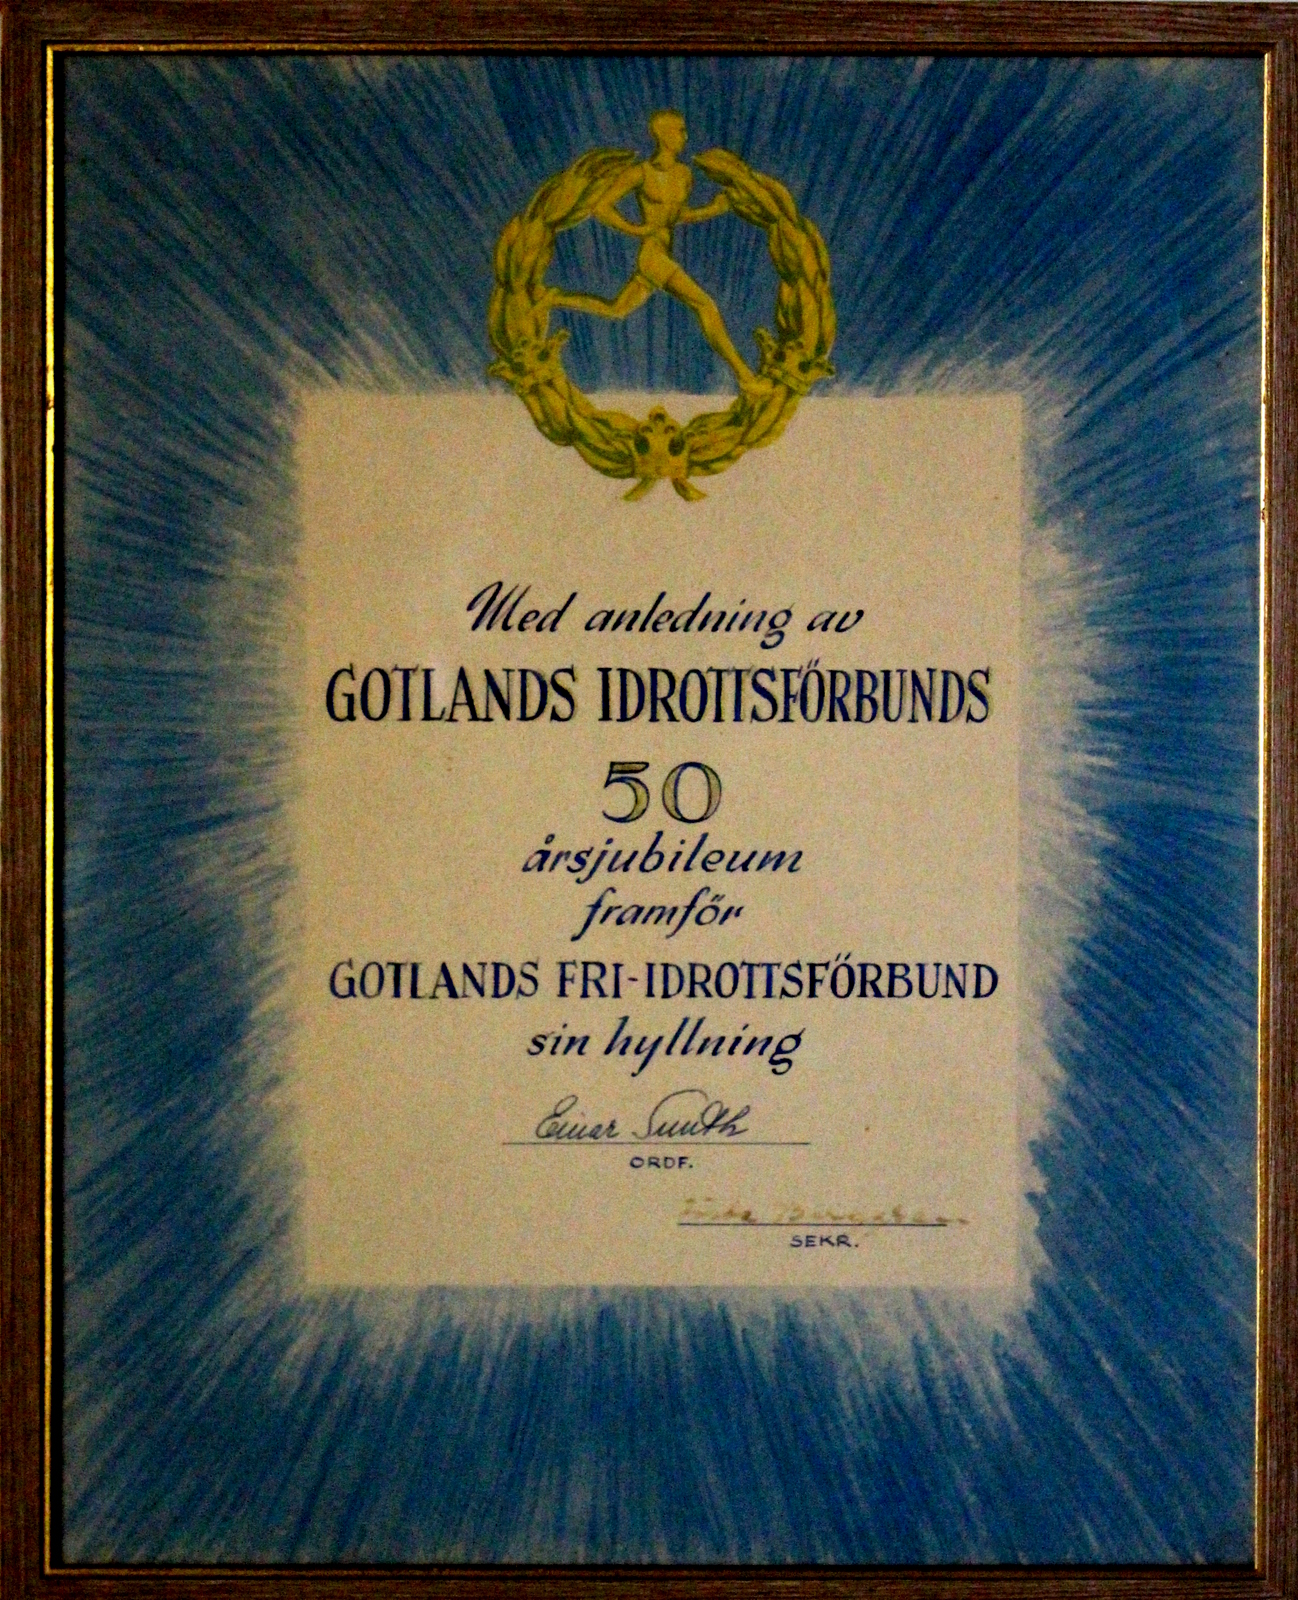 Med anledning av
GOTLANDS IDROTTSFÖRBUNDS
50
årsjubileum
framför
GOTLANDS FRI-IDROTTSFÖRBUND
sin hyllning
Einar Smith
ORDF.
SEKR.